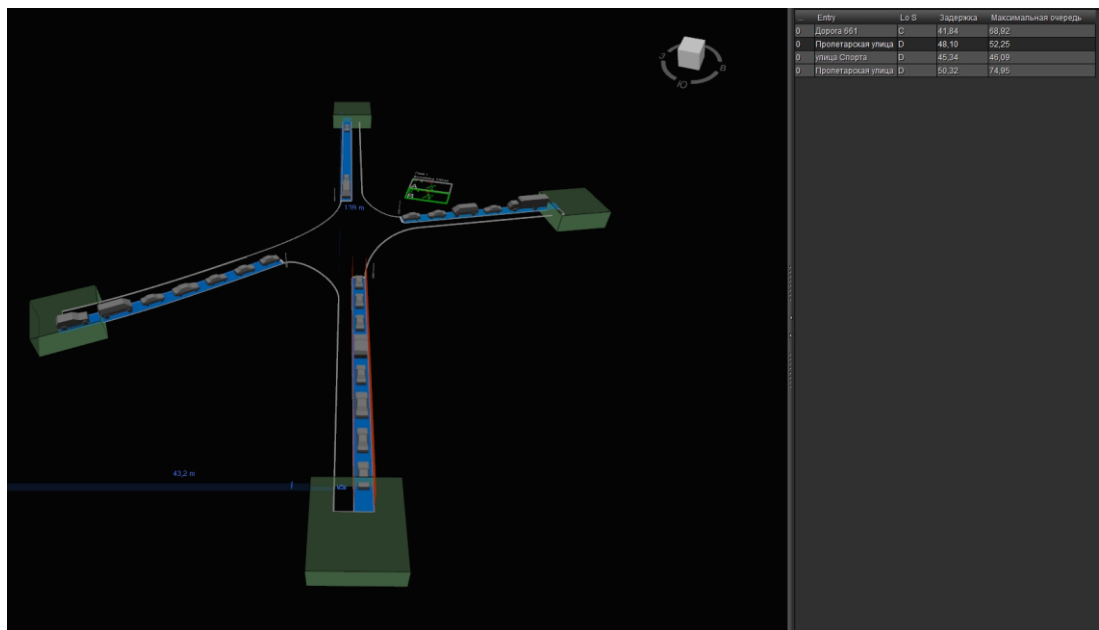 ... Entry Lo S Задержка Максимальная очередь
0 Дорога 661 C 41,84 68,92
0 Пролетарская улица D 48,10 52,25
0 улица Спорта D 45,34 46,09
0 Пролетарская улица D 50,32 74,95
З
В
Ю
A
B
43,2 m